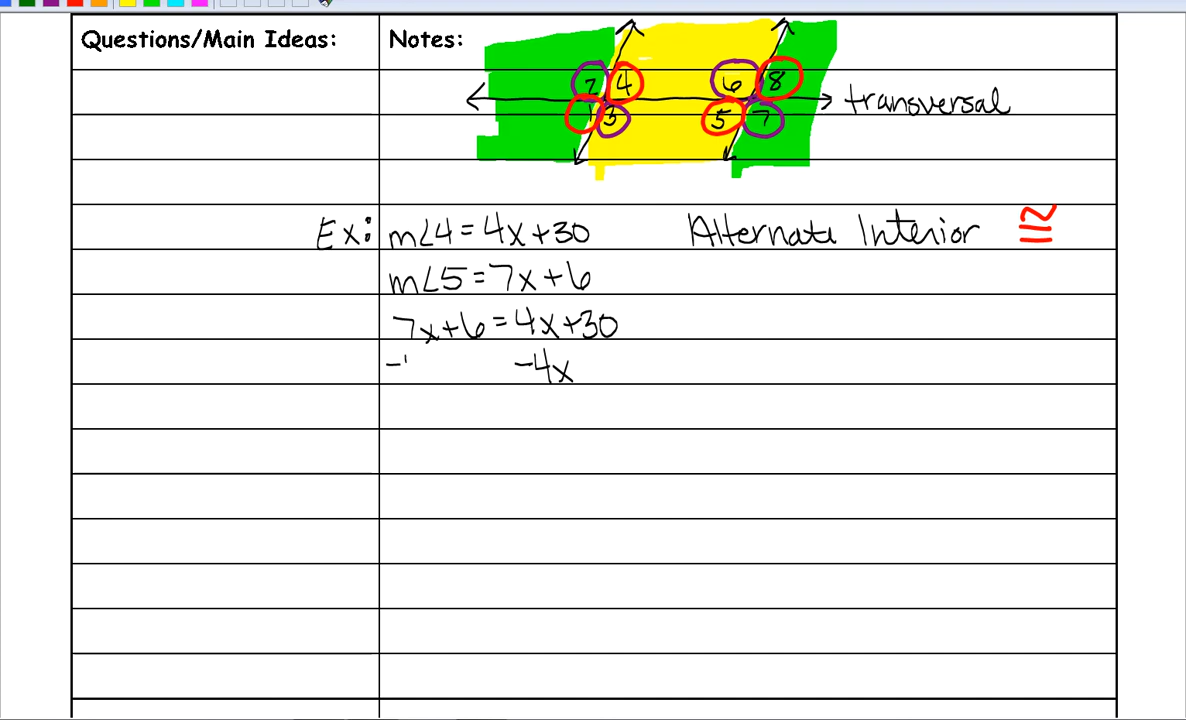 Questions/Main Ideas:
Notes:
2 4 6 8
1 3 5 7
transversal
Ex: m∠4=4x+30 Alternate Interior ≅
m∠5=7x+6
7x+6=4x+30
-4x